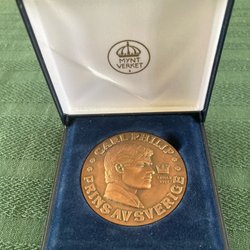 MYNT
VERKET
CARL PHILIP
PRINS AV SVERIGE